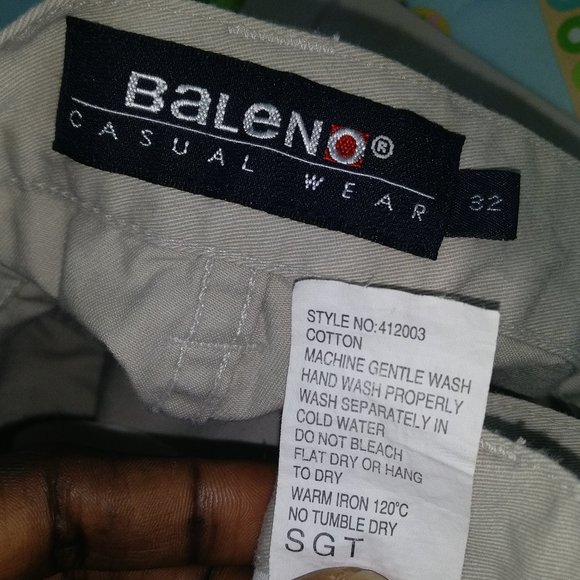 BaLeNO®
CASUAL WEAR
32
STYLE NO:412003
COTTON
MACHINE GENTLE WASH
HAND WASH PROPERLY
WASH SEPARATELY IN
COLD WATER
DO NOT BLEACH
FLAT DRY OR HANG
TO DRY
WARM IRON 120°C
NO TUMBLE DRY
SGT